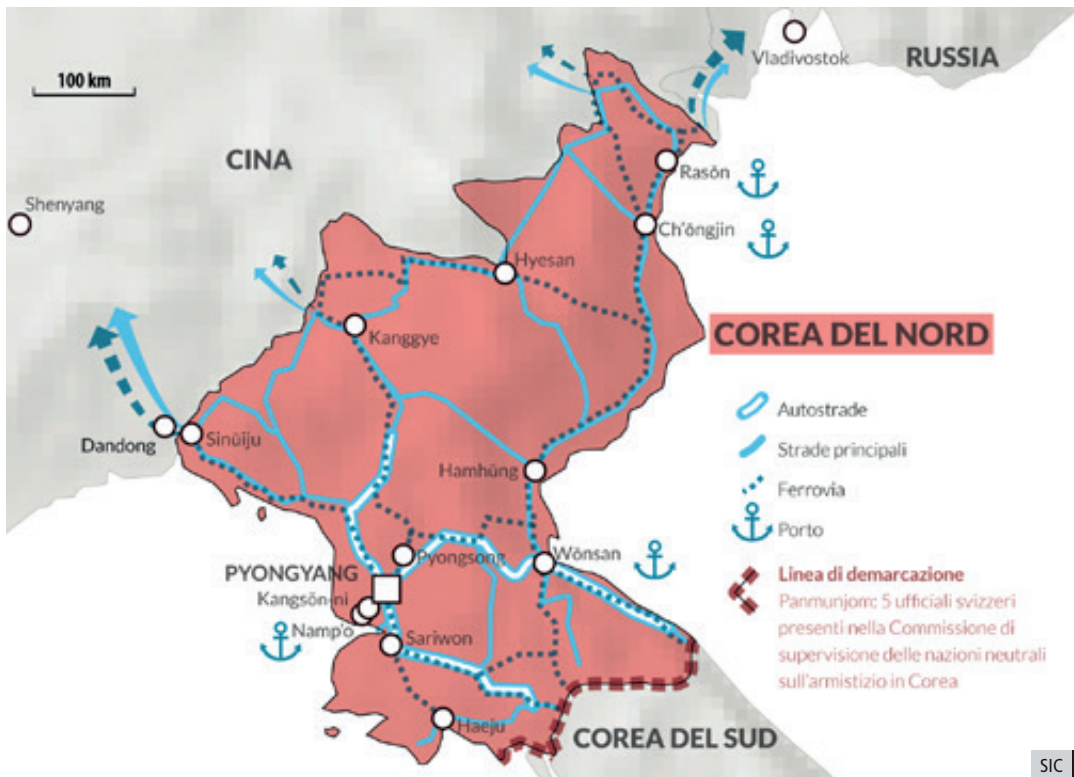 100 km
Vladivostok
RUSSIA
CINA
Rasŏn
Shenyang
Ch'ŏngjin
Hyesan
COREA DEL NORD
Kanggye
Autostrade
Dandong
Sinŭiju
Strade principali
Hamhŭng
Ferrovia
Porto
Pyongsong
Wŏnsan
PYONGYANG
Linea di demarcazione
Kangsŏn-ni
Panmunjom: 5 ufficiali svizzeri
Namp'o
presenti nella Commissione di
Sariwon
supervisione delle nazioni neutrali
sull'armistizio in Corea
Haeju
COREA DEL SUD
SIC